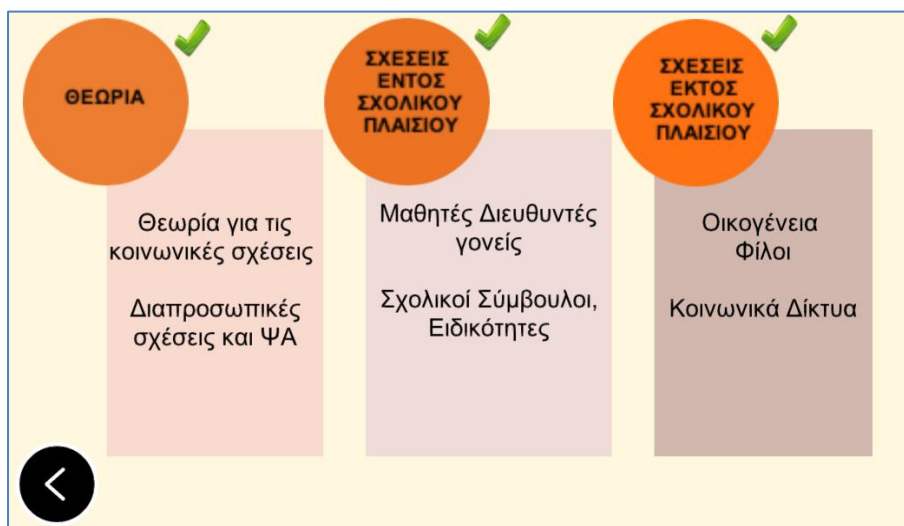 ΘΕΩΡΙΑ
Θεωρία για τις
κοινωνικές σχέσεις
Διαπροσωπικές
σχέσεις και ΨΑ
ΣΧΕΣΕΙΣ
ΕΝΤΟΣ
ΣΧΟΛΙΚΟΥ
ΠΛΑΙΣΙΟΥ
Μαθητές Διευθυντές
γονείς
Σχολικοί Σύμβουλοι,
Ειδικότητες
ΣΧΕΣΕΙΣ
ΕΚΤΟΣ
ΣΧΟΛΙΚΟΥ
ΠΛΑΙΣΙΟΥ
Οικογένεια
Φίλοι
Κοινωνικά Δίκτυα